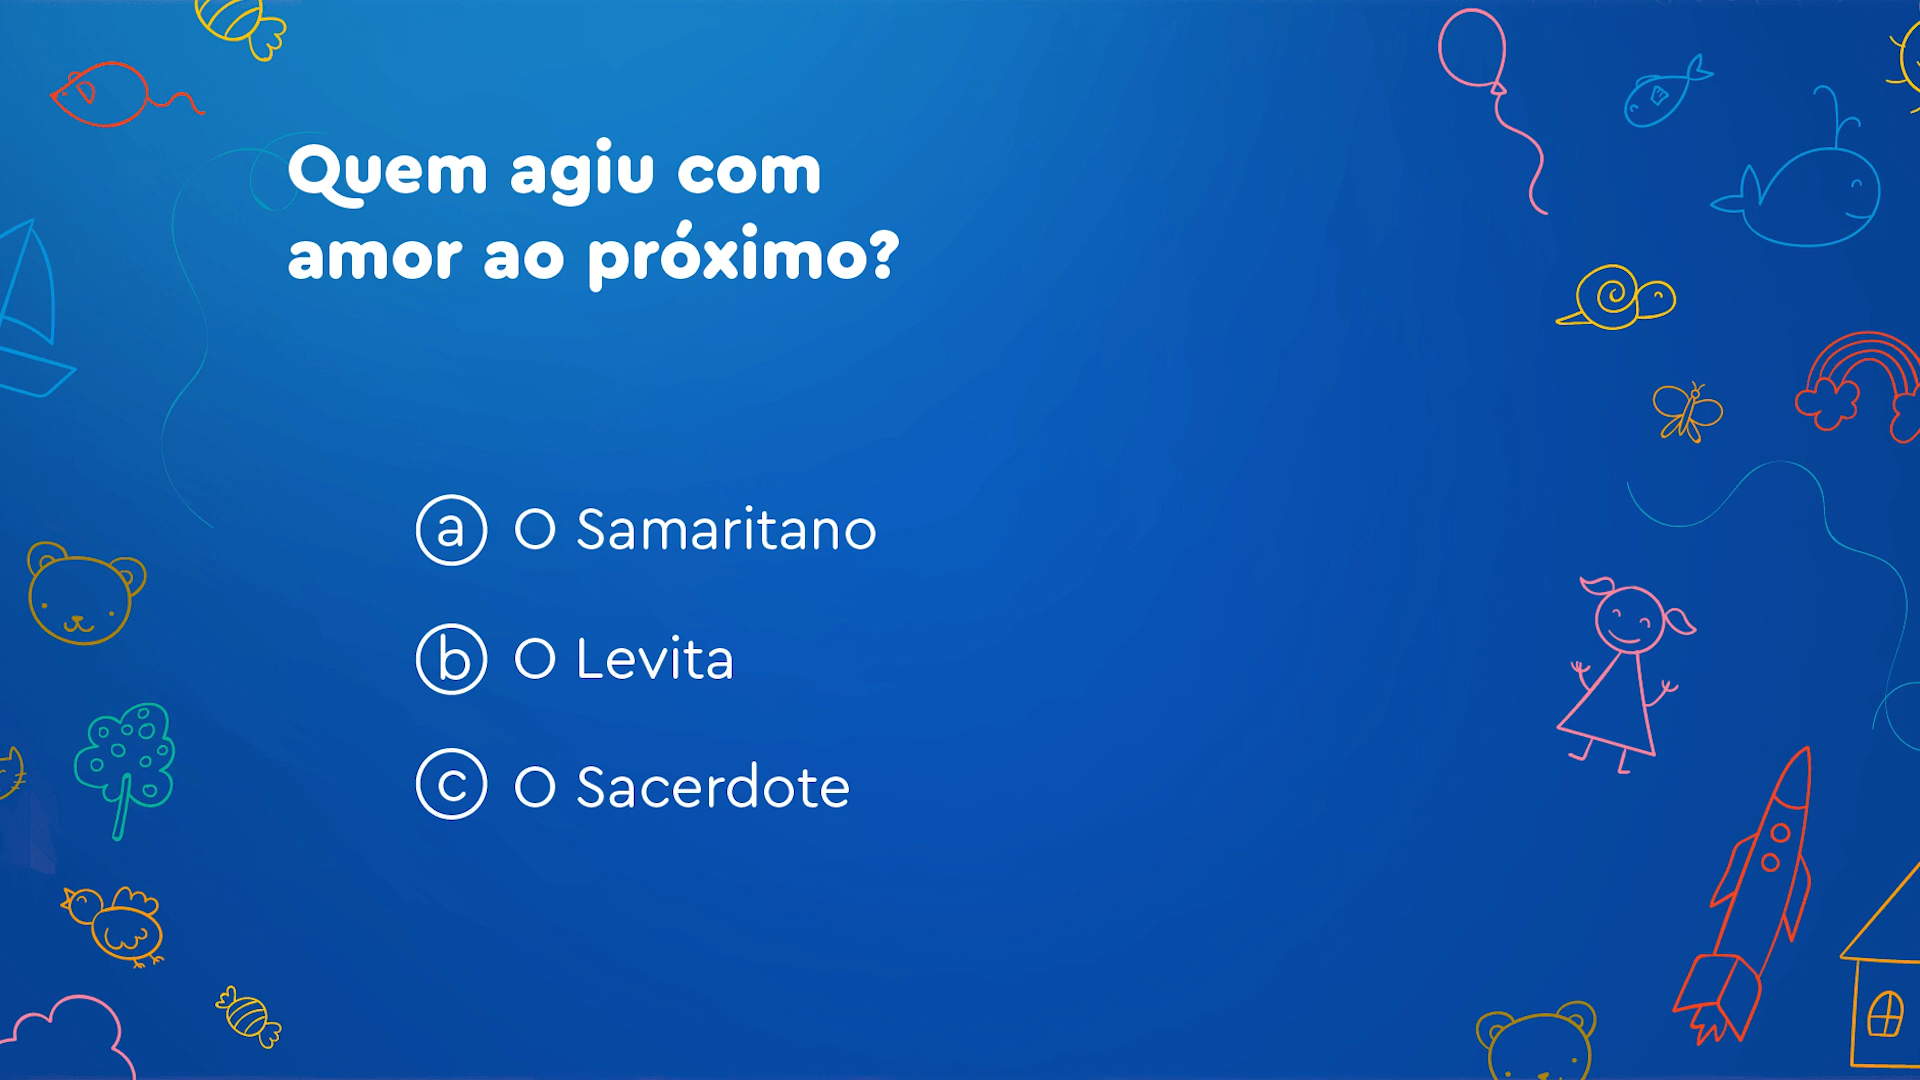 Quem agiu com
amor ao próximo?
a O Samaritano
b O Levita
c O Sacerdote